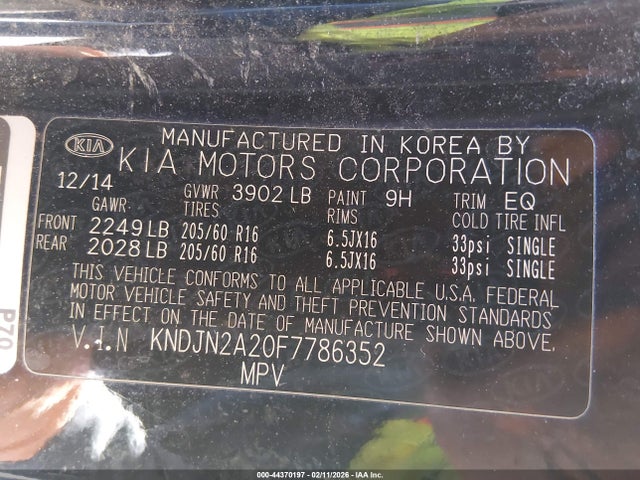 KIA MANUFACTURED IN KOREA BY
KIA MOTORS CORPORATION
12/14 GVWR 3902 LB PAINT 9H TRIM EQ
GAWR TIRES RIMS COLD TIRE INFL
FRONT 2249 LB 205/60 R16 6.5JX16 33psi SINGLE
REAR 2028 LB 205/60 R16 6.5JX16 33psi SINGLE
THIS VEHICLE CONFORMS TO ALL APPLICABLE U.S.A. FEDERAL
MOTOR VEHICLE SAFETY AND THEFT PREVENTION STANDARDS
IN EFFECT ON THE DATE OF MANUFACTURE SHOWN ABOVE.
V.I.N KNDJN2A20F7786352
MPV
P70
000-44370197 - 02/11/2026 - IAA Inc.